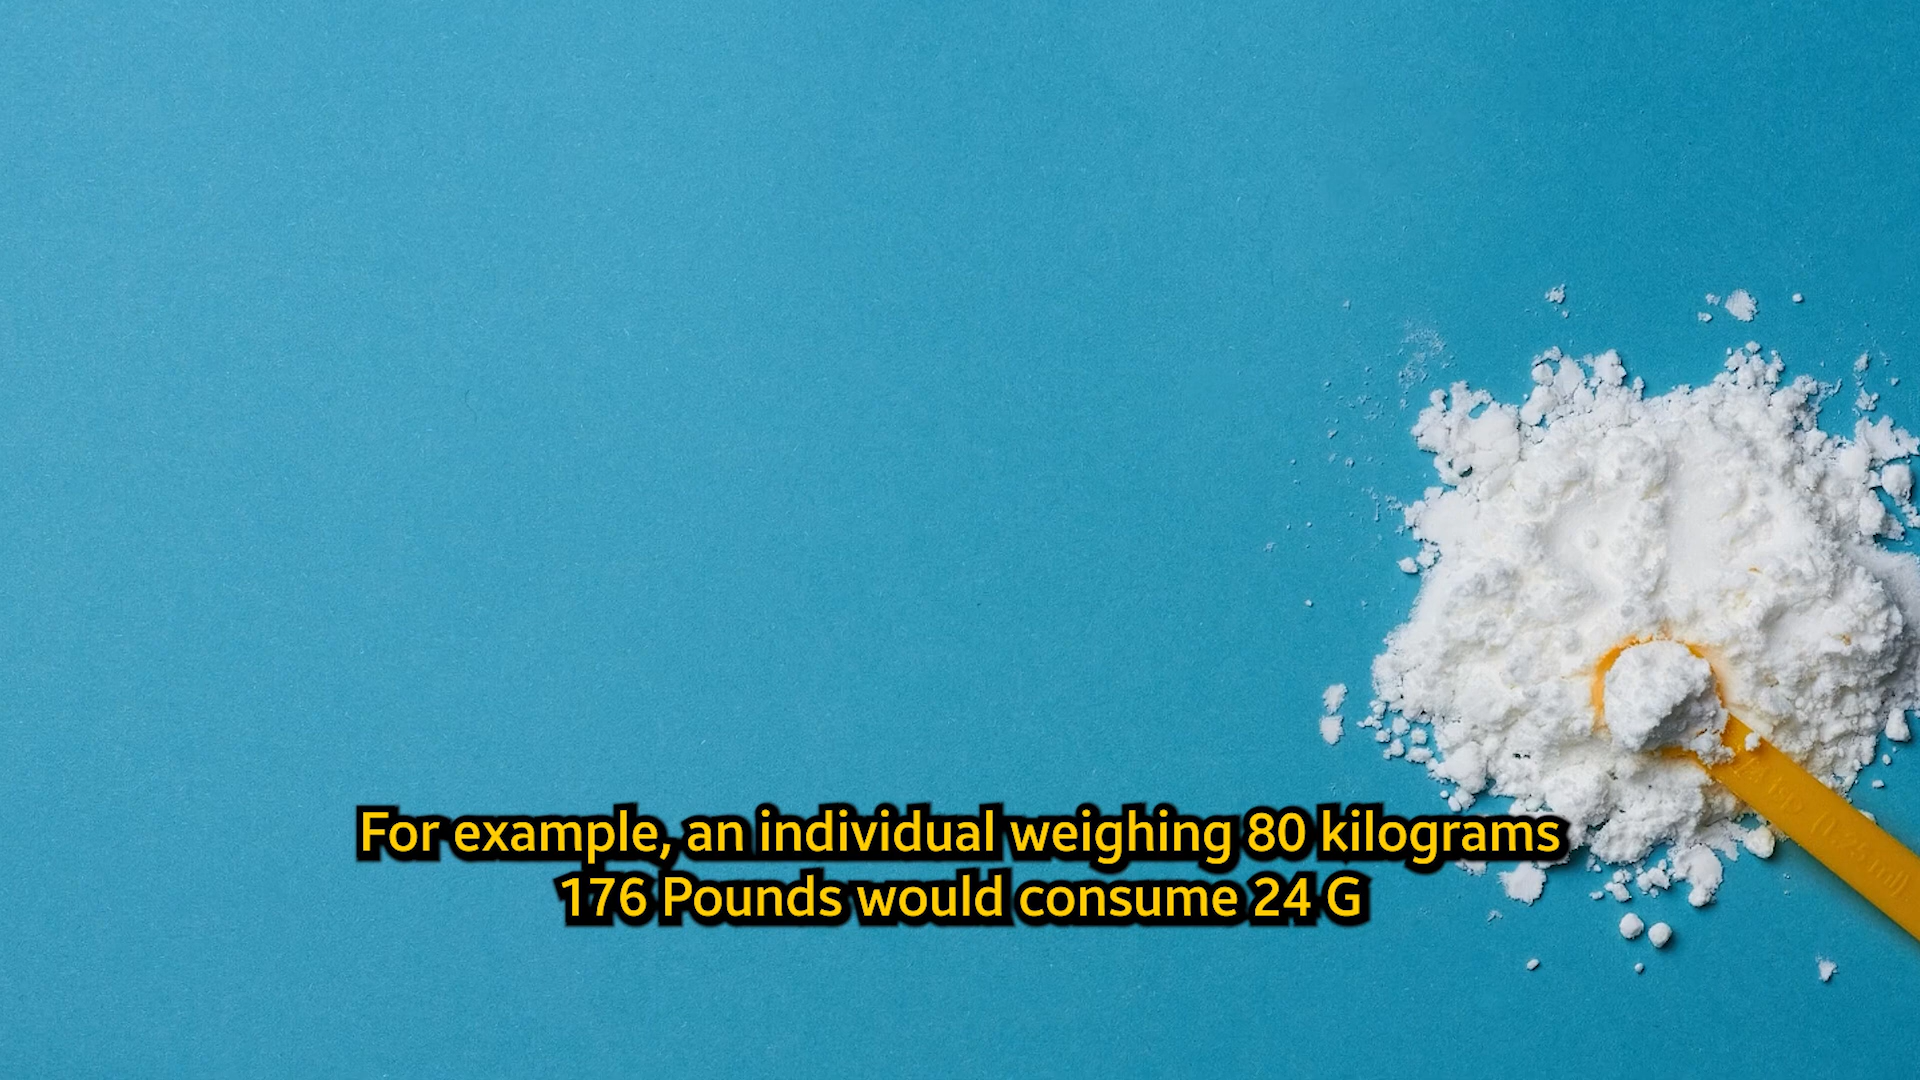 For example, an individual weighing 80 kilograms
176 Pounds would consume 24 G